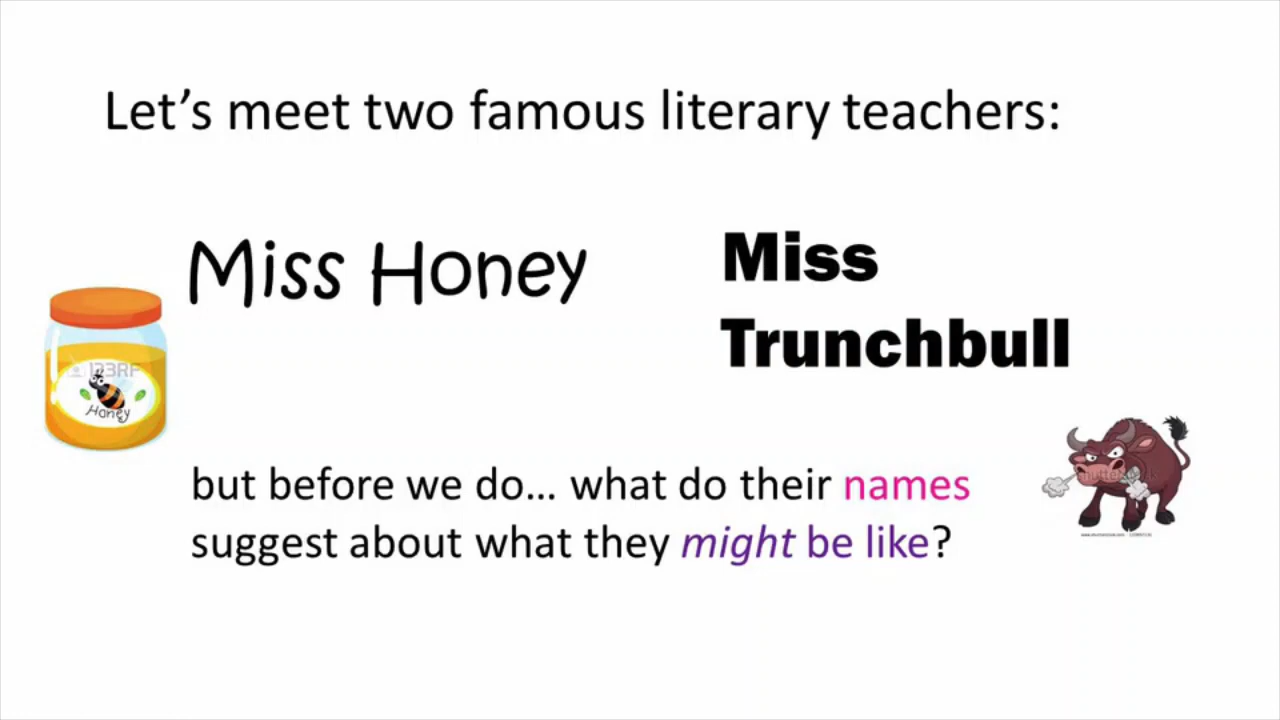 Let's meet two famous literary teachers:
Miss Honey
Miss
Trunchbull
123RF
Honey
but before we do... what do their names
suggest about what they might be like?